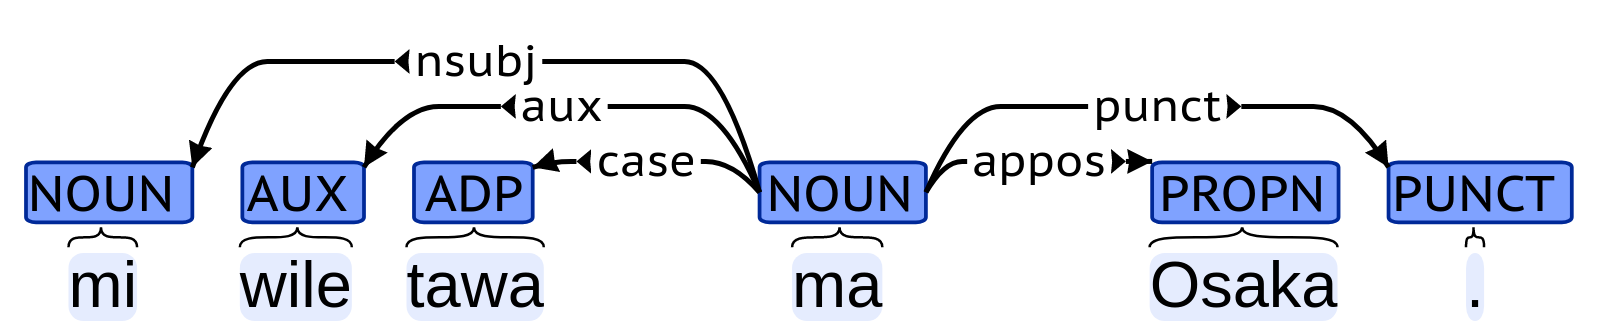 nsubj
aux punct
case appos
NOUN AUX ADP NOUN PROPN PUNCT
mi wile tawa ma Osaka .